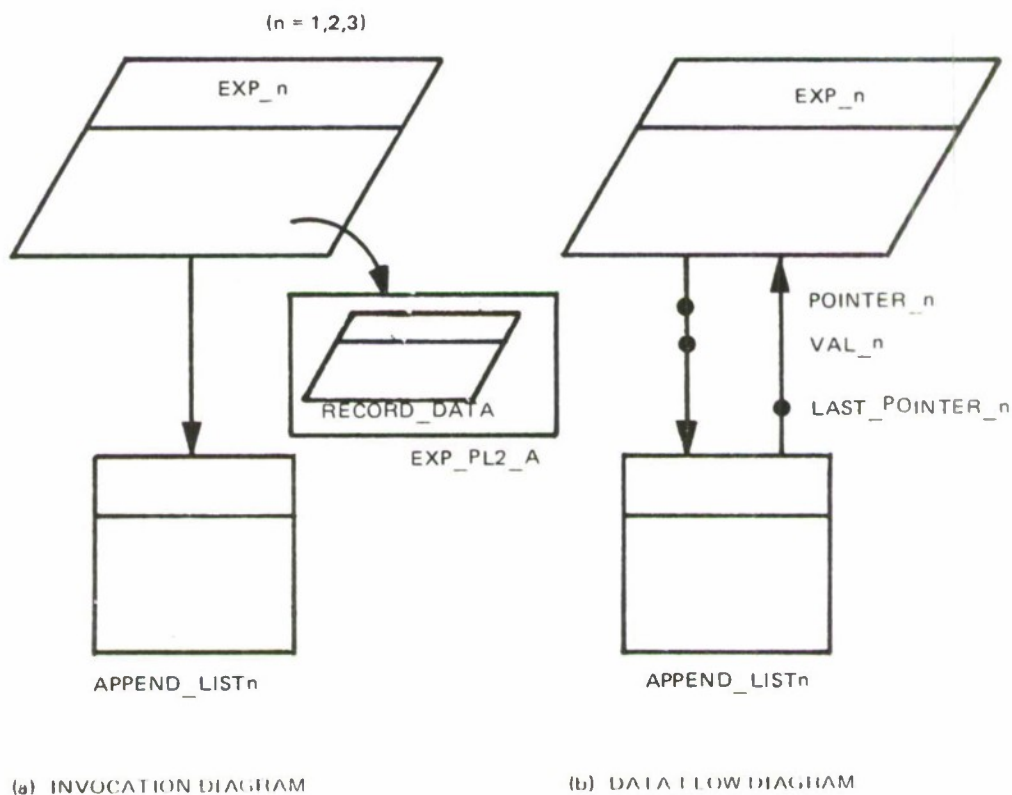 (n = 1,2,3)
EXP_n
RECORD_DATA
EXP_PL2_A
APPEND_LISTn
(a) INVOCATION DIAGRAM
EXP_n
POINTER_n
VAL_n
LAST_POINTER_n
APPEND_LISTn
(b) DATA FLOW DIAGRAM